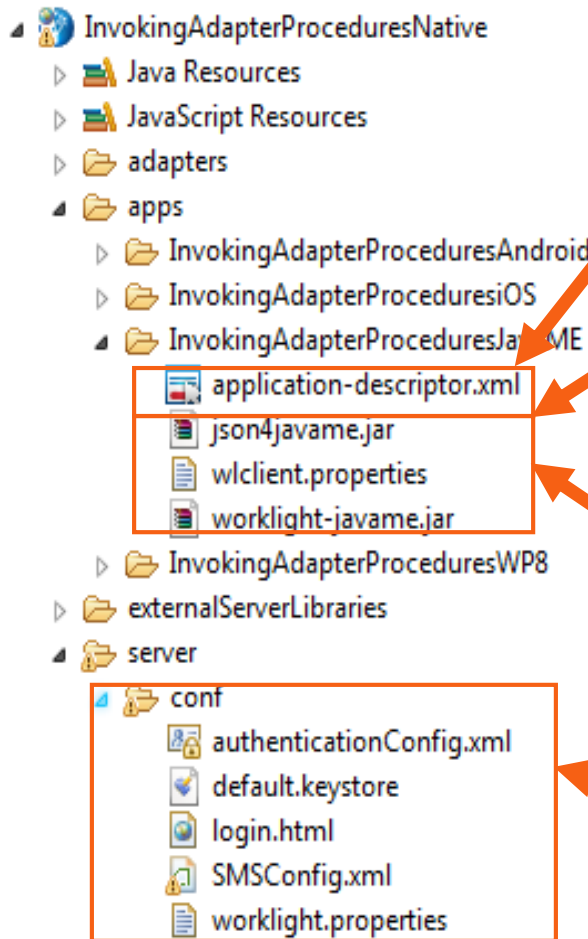 InvokingAdapterProceduresNative
Java Resources
JavaScript Resources
adapters
apps
InvokingAdapterProceduresAndroid
InvokingAdapterProceduresiOS
InvokingAdapterProceduresJavaME
application-descriptor.xml
json4javame.jar
wlclient.properties
worklight-javame.jar
InvokingAdapterProceduresWP8
externalServerLibraries
server
conf
authenticationConfig.xml
default.keystore
login.html
SMSConfig.xml
worklight.properties